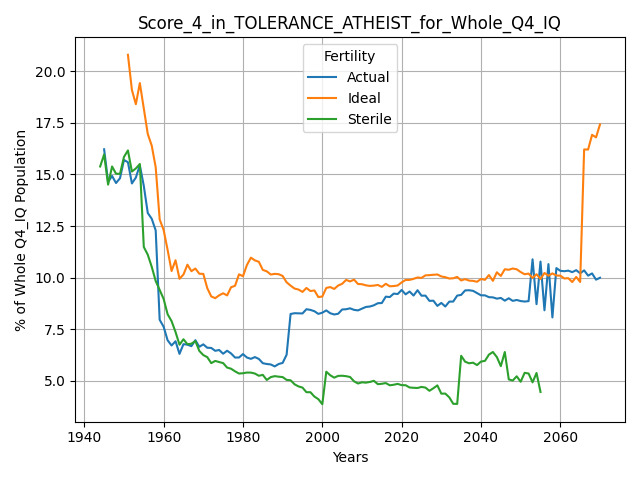 Score_4_in_TOLERANCE_ATHEIST_for_Whole_Q4_IQ
Fertility
Actual
Ideal
Sterile
% of Whole Q4_IQ Population
20.0
17.5
15.0
12.5
10.0
7.5
5.0
1940
1960
1980
2000
2020
2040
2060
Years